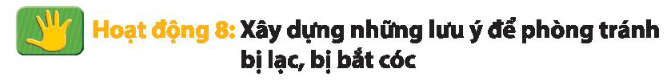 Hoạt động 8: Xây dựng những lưu ý để phòng tránh
bị lạc, bị bắt cóc